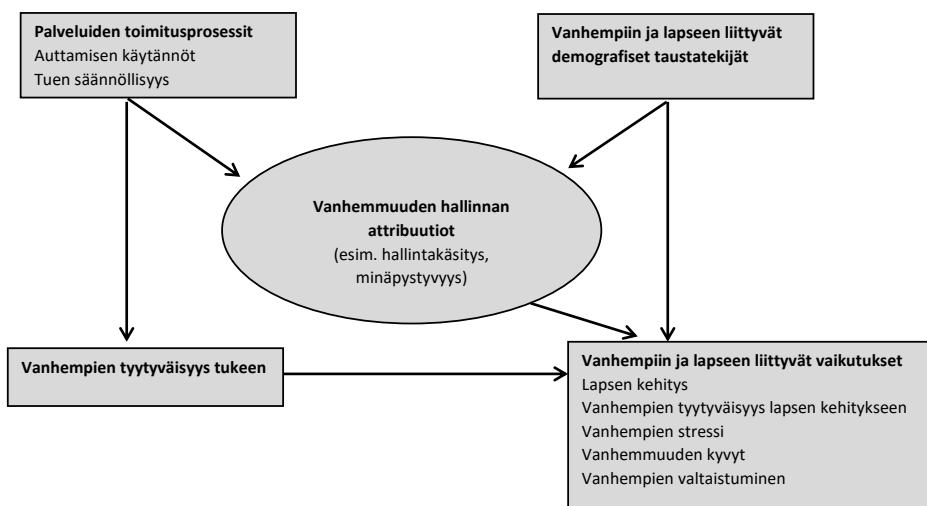 Palveluiden toimitusprosessit
Auttamisen käytännöt
Tuen säännöllisyys
Vanhempiin ja lapseen liittyvät
demografiset taustatekijät
Vanhemmuuden hallinnan
attribuutiot
(esim. hallintakäsitys,
minäpystyvyys)
Vanhempien tyytyväisyys tukeen
Vanhempiin ja lapseen liittyvät vaikutukset
Lapsen kehitys
Vanhempien tyytyväisyys lapsen kehitykseen
Vanhempien stressi
Vanhemmuuden kyvyt
Vanhempien valtaistuminen